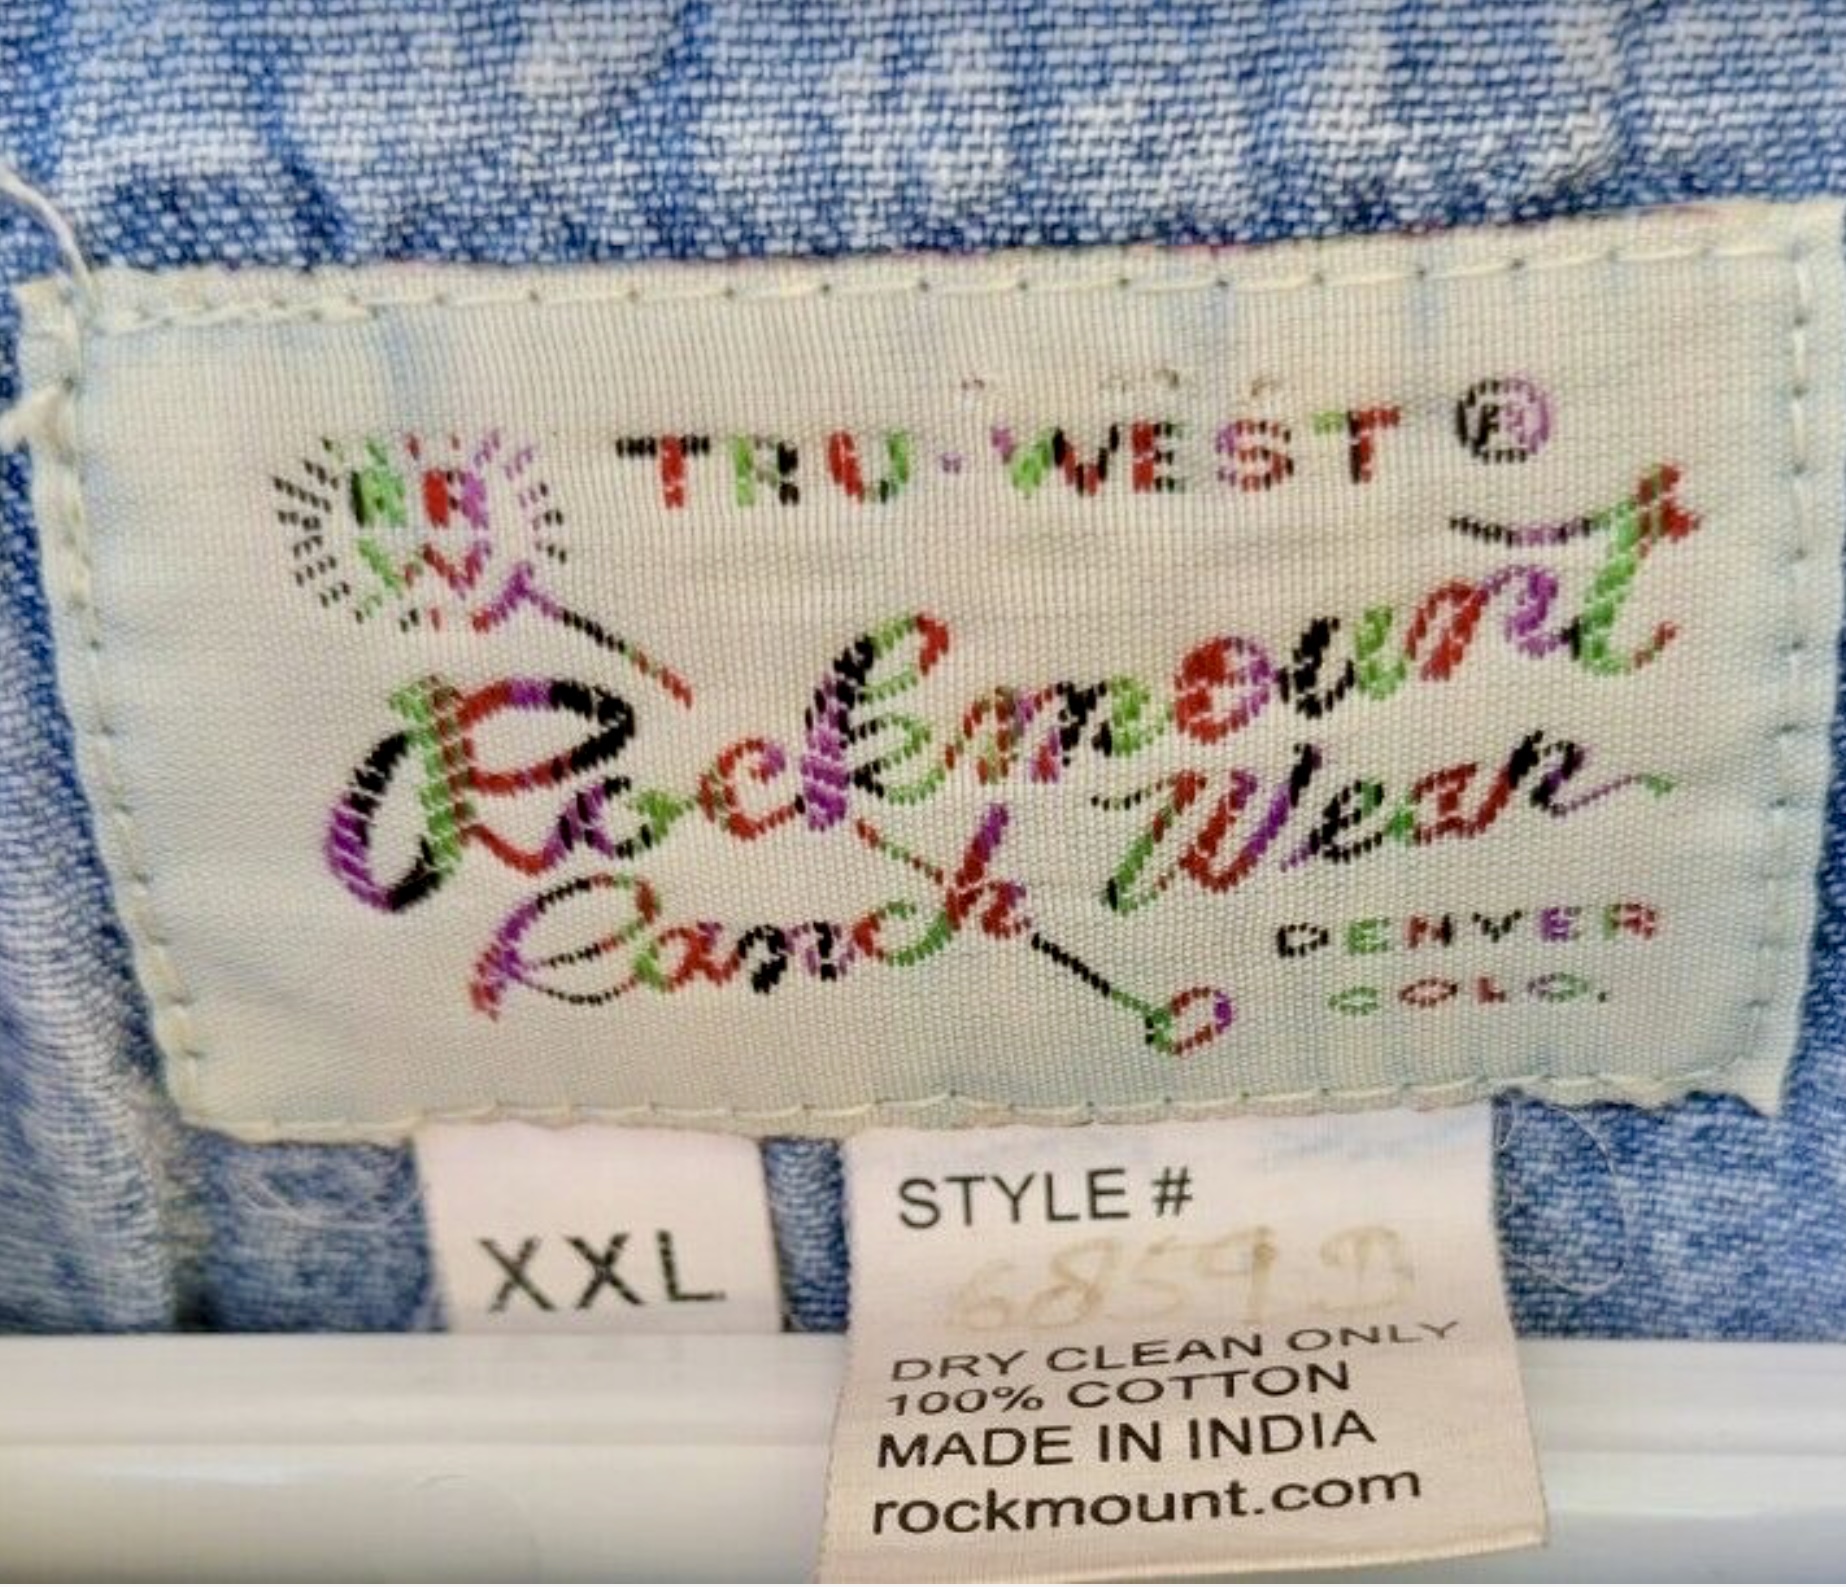 TRU-WEST ®
RR
W
Rockmount
Ranch Wear
DENVER
COLO.
XXL
STYLE #
DRY CLEAN ONLY
100% COTTON
MADE IN INDIA
rockmount.com